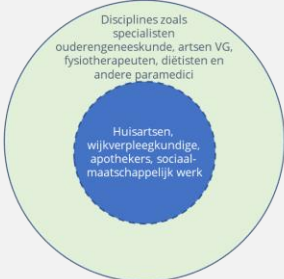 Disciplines zoals
specialisten
ouderengeneeskunde, artsen VG,
fysiotherapeuten, diëtisten en
andere paramedici
Huisartsen,
wijkverpleegkundige,
apothekers, sociaal-
maatschappelijk werk